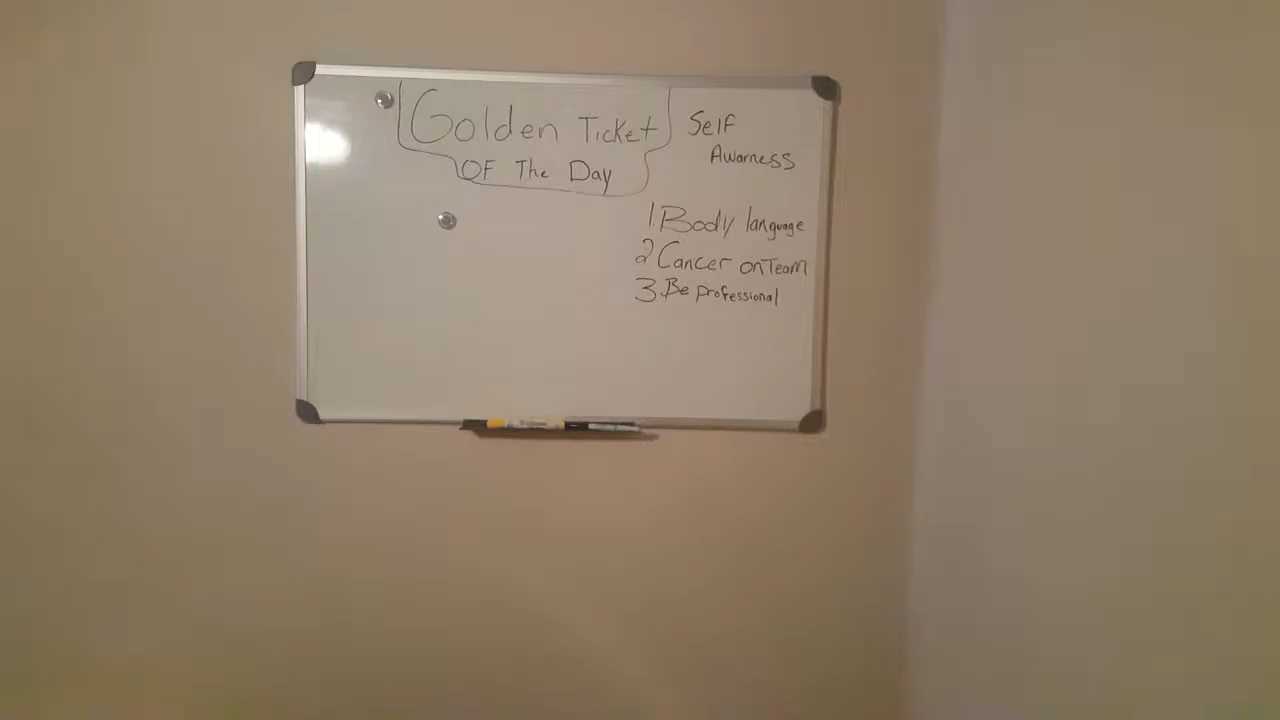 Golden Ticket
OF The Day
Self
Awarness
1. Body language
2 Cancer on Team
3. Be professional